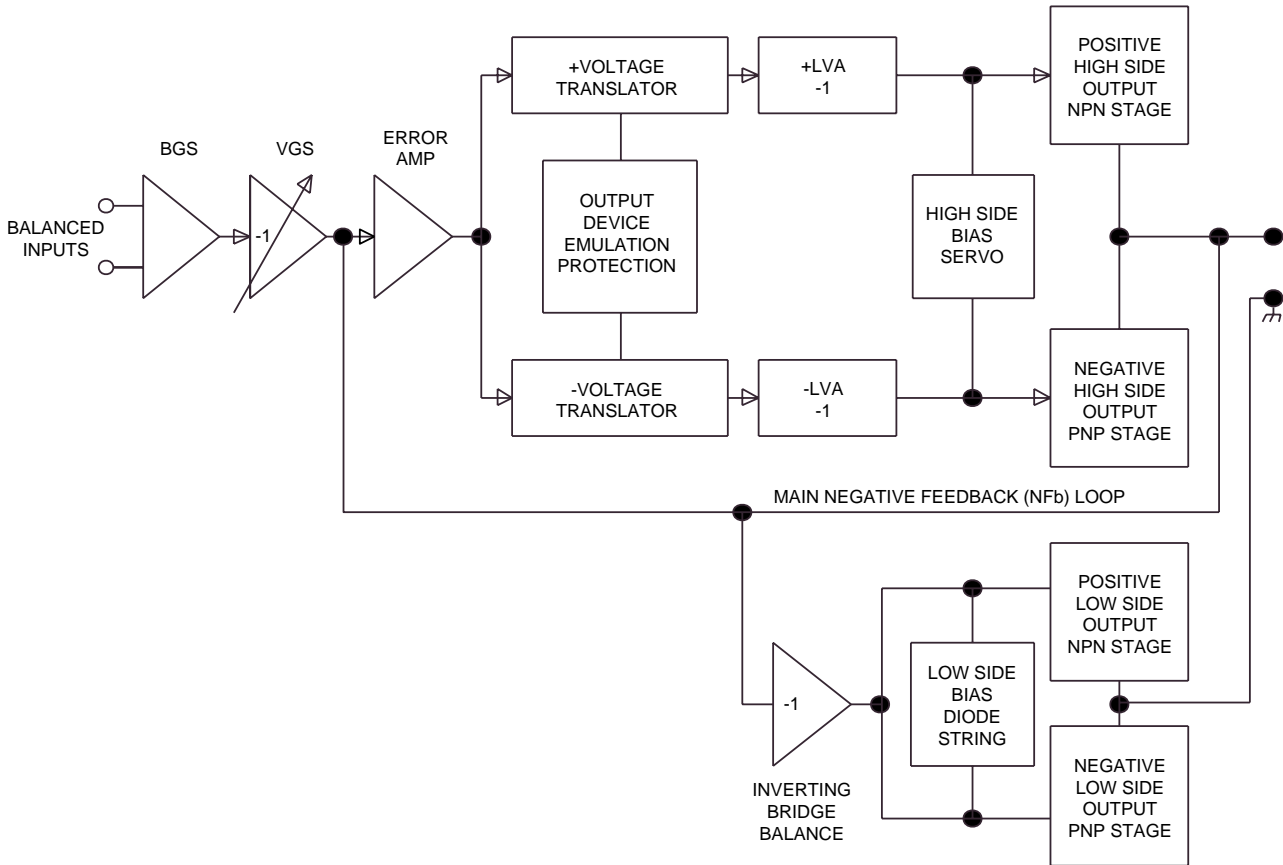 BGS
VGS
ERROR
AMP
BALANCED
INPUTS
-1
+VOLTAGE
TRANSLATOR
+LVA
-1
POSITIVE
HIGH SIDE
OUTPUT
NPN STAGE
OUTPUT
DEVICE
EMULATION
PROTECTION
HIGH SIDE
BIAS
SERVO
-VOLTAGE
TRANSLATOR
-LVA
-1
NEGATIVE
HIGH SIDE
OUTPUT
PNP STAGE
MAIN NEGATIVE FEEDBACK (NFb) LOOP
-1
INVERTING
BRIDGE
BALANCE
LOW SIDE
BIAS
DIODE
STRING
POSITIVE
LOW SIDE
OUTPUT
NPN STAGE
NEGATIVE
LOW SIDE
OUTPUT
PNP STAGE